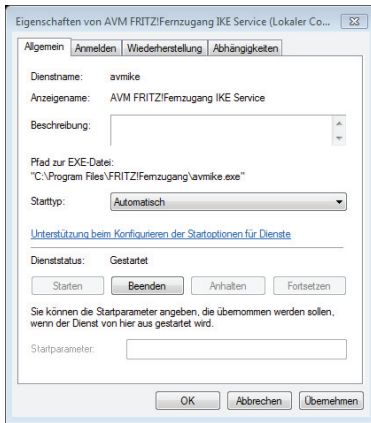 Eigenschaften von AVM FRITZ!Fernzugang IKE Service (Lokaler Co...
Allgemein Anmelden Wiederherstellung Abhängigkeiten
Dienstname: avmike
Anzeigename: AVM FRITZ!Fernzugang IKE Service
Beschreibung:
Pfad zur EXE-Datei:
"C:\Program Files\FRITZ!Fernzugang\avmike.exe"
Starttyp: Automatisch
Unterstützung beim Konfigurieren der Startoptionen für Dienste
Dienststatus: Gestartet
Starten Beenden Anhalten Fortsetzen
Sie können die Startparameter angeben, die übernommen werden sollen,
wenn der Dienst von hier aus gestartet wird.
Startparameter:
OK Abbrechen Übernehmen